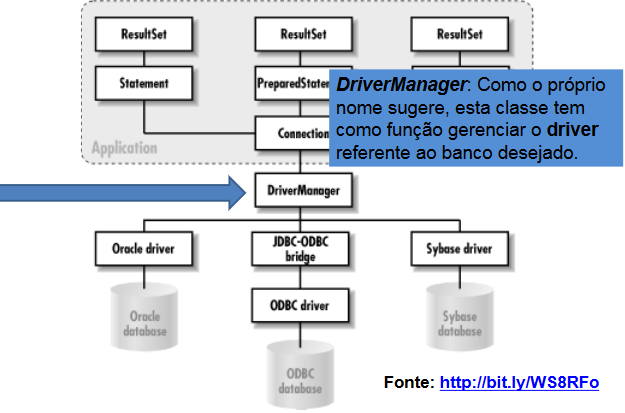 ResultSet
ResultSet
ResultSet
Statement
DriverManager: Como o próprio
nome sugere, esta classe tem
como função gerenciar o driver
referente ao banco desejado.
Connection
Application
DriverManager
Oracle driver
JDBC-ODBC
bridge
Sybase driver
Oracle
database
ODBC driver
Sybase
database
ODBC
database
Fonte: http://bit.ly/WS8RFo